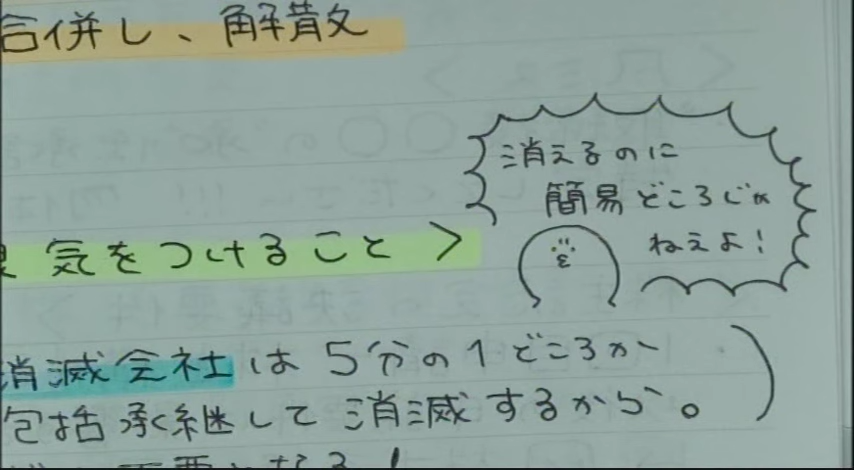 合併し、解散文
消えるのに
簡易どころじゃ
ねえよ!
気をつけること>
消滅会社は5分の1どころか
包括承継して消滅するから。)